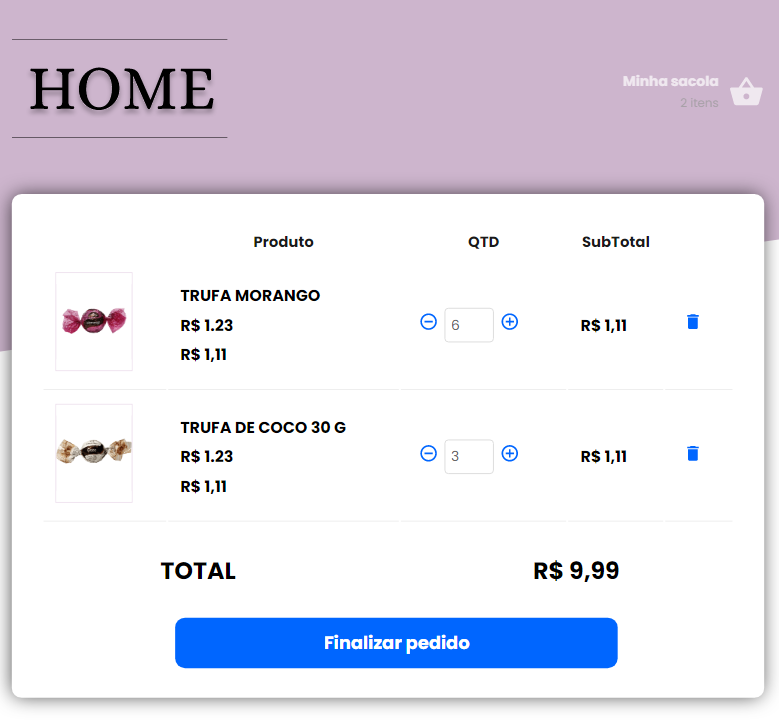 HOME
Minha sacola
2 itens
Produto QTD SubTotal
TRUFA MORANGO
R$ 1.23
R$ 1,11
6
R$ 1,11
TRUFA DE COCO 30 G
R$ 1.23
R$ 1,11
3
R$ 1,11
TOTAL R$ 9,99
Finalizar pedido